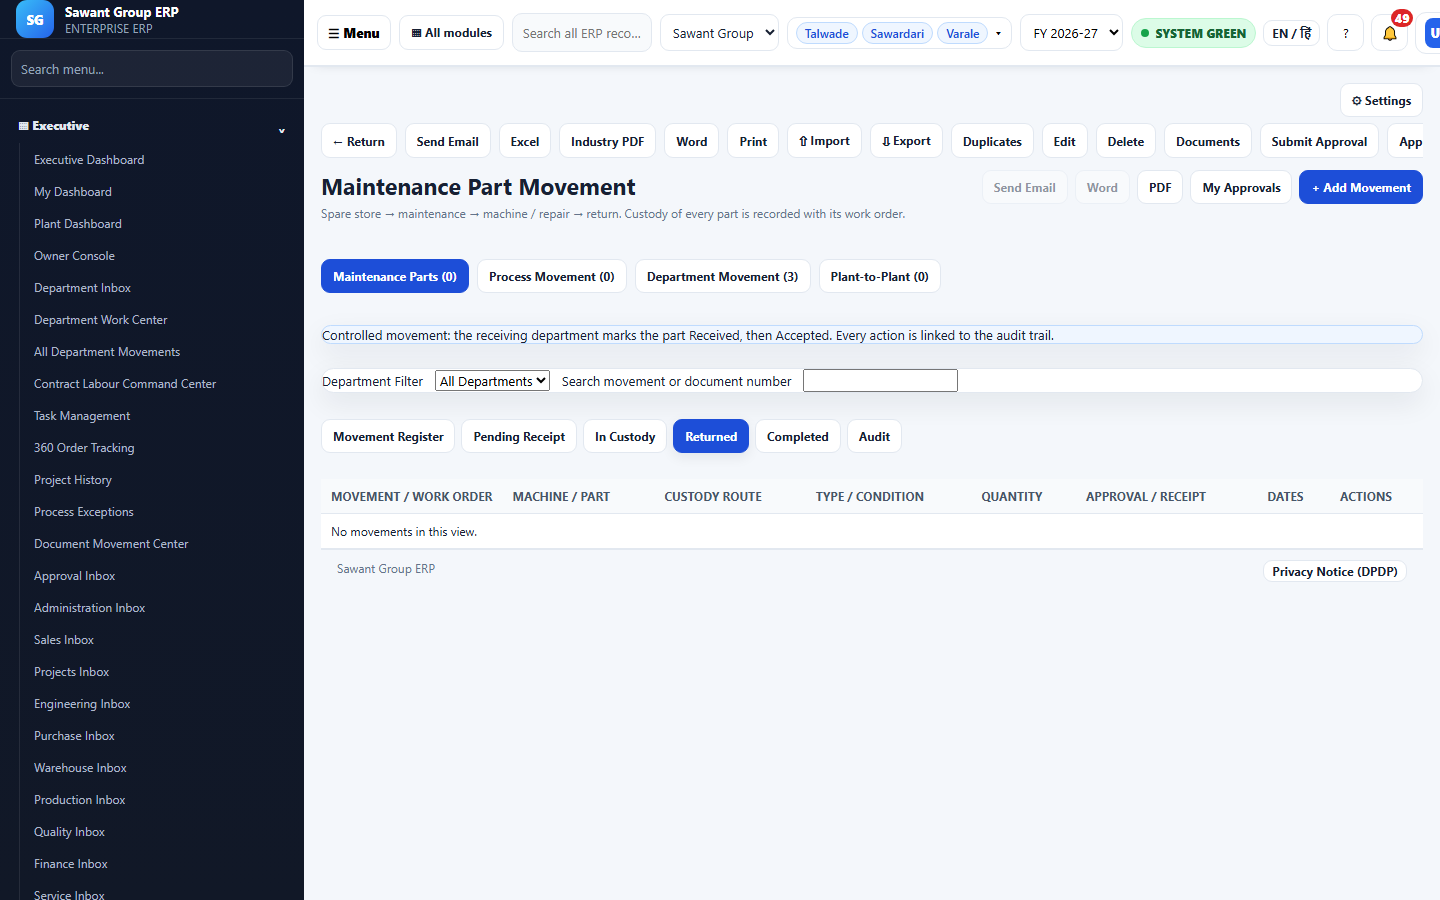 SG
Sawant Group ERP
ENTERPRISE ERP
☰ Menu
▦ All modules
Search all ERP reco...
Sawant Group
Talwade
Sawardari
Varale
FY 2026-27
SYSTEM GREEN
EN / हिं
?
49
U
Search menu...
▦ Executive
Executive Dashboard
My Dashboard
Plant Dashboard
Owner Console
Department Inbox
Department Work Center
All Department Movements
Contract Labour Command Center
Task Management
360 Order Tracking
Project History
Process Exceptions
Document Movement Center
Approval Inbox
Administration Inbox
Sales Inbox
Projects Inbox
Engineering Inbox
Purchase Inbox
Warehouse Inbox
Production Inbox
Quality Inbox
Finance Inbox
Service Inbox
⚙ Settings
← Return
Send Email
Excel
Industry PDF
Word
Print
⇧ Import
⇩ Export
Duplicates
Edit
Delete
Documents
Submit Approval
App
Maintenance Part Movement
Spare store → maintenance → machine / repair → return. Custody of every part is recorded with its work order.
Send Email
Word
PDF
My Approvals
+ Add Movement
Maintenance Parts (0)
Process Movement (0)
Department Movement (3)
Plant-to-Plant (0)
Controlled movement: the receiving department marks the part Received, then Accepted. Every action is linked to the audit trail.
Department Filter
All Departments
Search movement or document number
Movement Register
Pending Receipt
In Custody
Returned
Completed
Audit
MOVEMENT / WORK ORDER
MACHINE / PART
CUSTODY ROUTE
TYPE / CONDITION
QUANTITY
APPROVAL / RECEIPT
DATES
ACTIONS
No movements in this view.
Sawant Group ERP
Privacy Notice (DPDP)